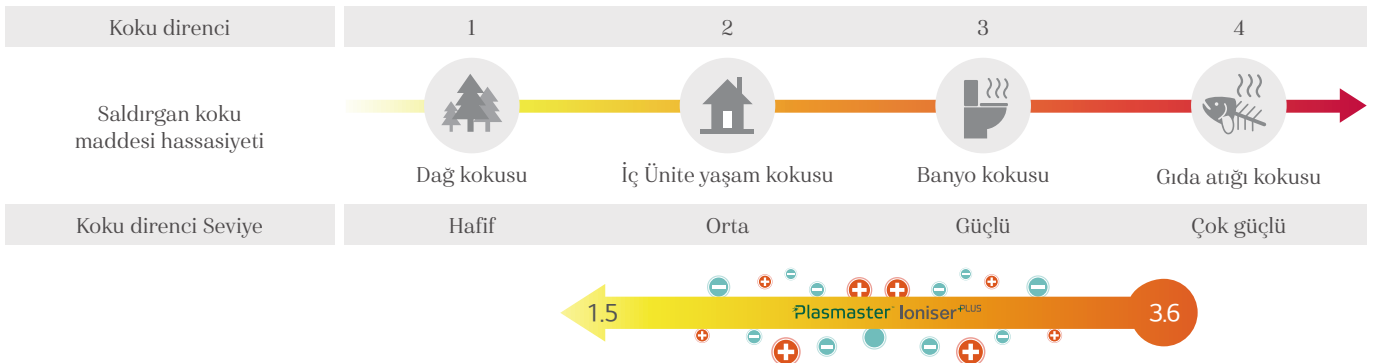 Koku direnci 1 2 3 4
Saldırgan koku
maddesi hassasiyeti
Dağ kokusu İç Ünite yaşam kokusu Banyo kokusu Gıda atığı kokusu
Koku direnci Seviye Hafif Orta Güçlü Çok güçlü
1.5 Plasmaster Ioniser+PLUS 3.6